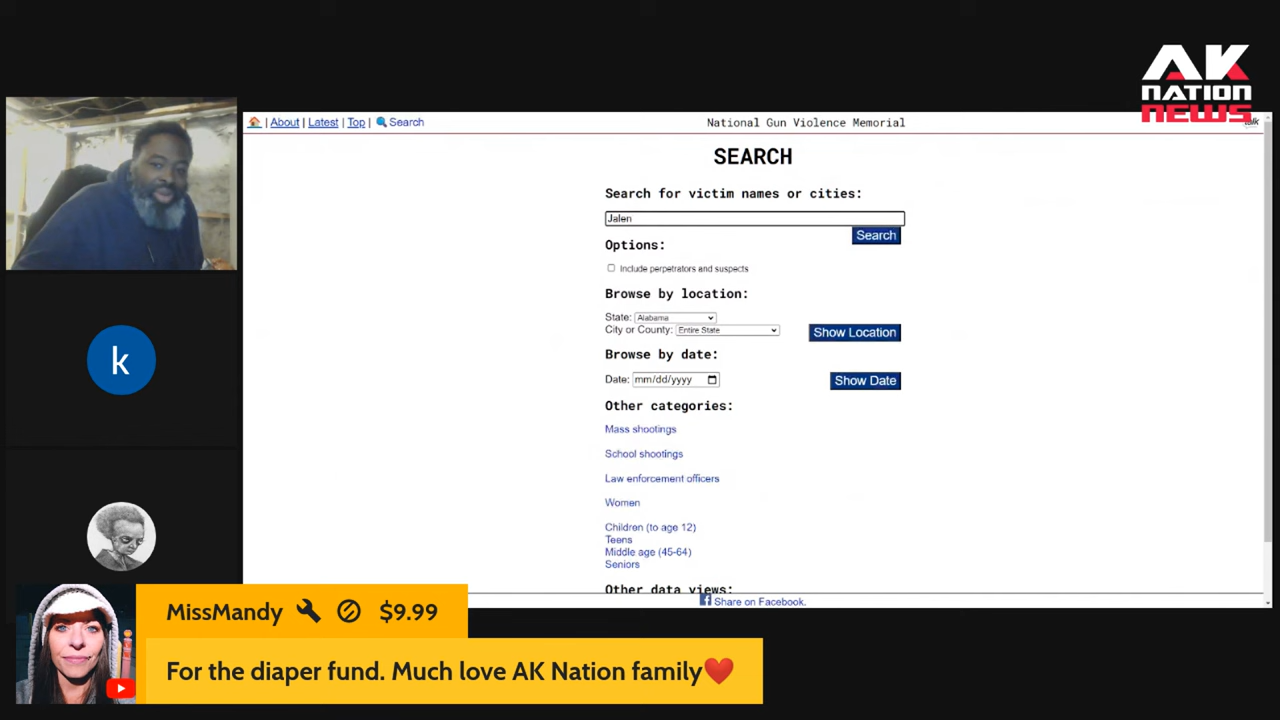 AK
NATION
NEWS
| About | Latest | Top | Search
National Gun Violence Memorial
talk
SEARCH
Search for victim names or cities:
Jalen
Search
Options:
Include perpetrators and suspects
Browse by location:
State: Alabama
City or County: Entire State
Show Location
Browse by date:
Date: mm/dd/yyyy
Show Date
Other categories:
Mass shootings
School shootings
Law enforcement officers
Women
Children (to age 12)
Teens
Middle age (45-64)
Seniors
Other data views:
Share on Facebook.
k
MissMandy $9.99
For the diaper fund. Much love AK Nation family❤️